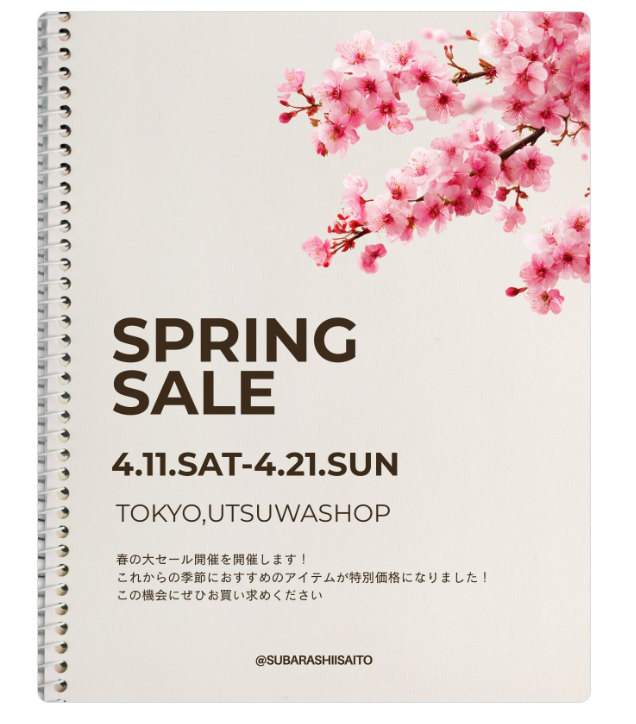 SPRING
SALE
4.11.SAT-4.21.SUN
TOKYO,UTSUWASHOP
春の大セール開催を開催します！
これからの季節におすすめのアイテムが特別価格になりました！
この機会にぜひお買い求めください
@SUBARASHIISAITO